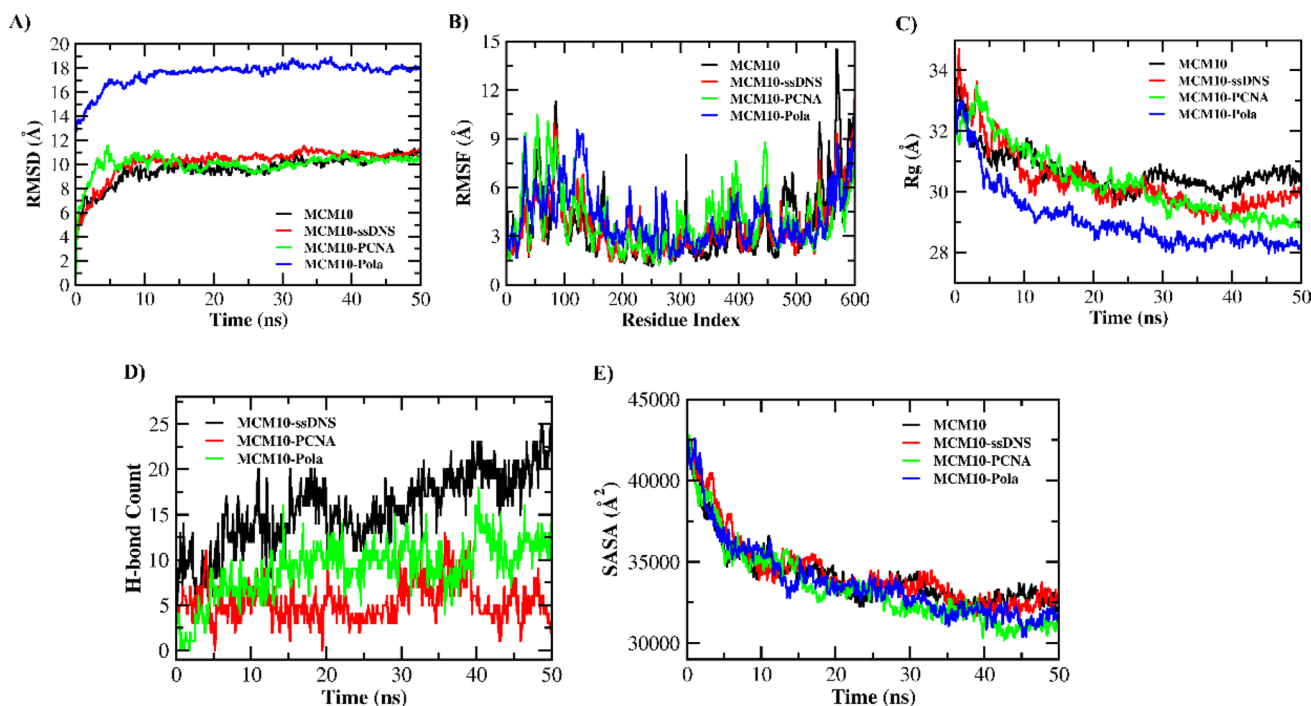 A)
RMSD (Å)
20
18
16
14
12
10
8
6
4
2
0
MCM10
MCM10-ssDNS
MCM10-PCNA
MCM10-Pola
0 10 20 30 40 50
Time (ns)
B)
RMSF (Å)
15
12
9
6
3
0
MCM10
MCM10-ssDNS
MCM10-PCNA
MCM10-Pola
0 100 200 300 400 500 600
Residue Index
C)
Rg (Å)
34
32
30
28
MCM10
MCM10-ssDNS
MCM10-PCNA
MCM10-Pola
0 10 20 30 40 50
Time (ns)
D)
H-bond Count
25
20
15
10
5
0
MCM10-ssDNS
MCM10-PCNA
MCM10-Pola
0 10 20 30 40 50
Time (ns)
E)
SASA (Å²)
45000
40000
35000
30000
MCM10
MCM10-ssDNS
MCM10-PCNA
MCM10-Pola
0 10 20 30 40 50
Time (ns)